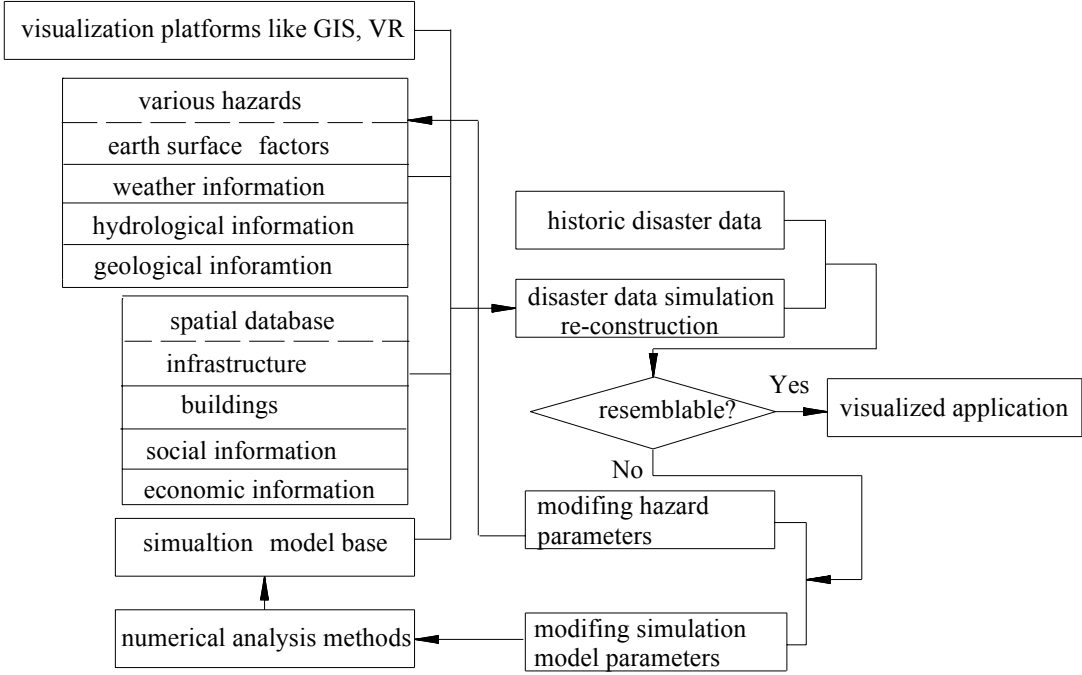 visualization platforms like GIS, VR
various hazards
earth surface factors
weather information
hydrological information
geological inforamtion
spatial database
infrastructure
buildings
social information
economic information
simualtion model base
numerical analysis methods
historic disaster data
disaster data simulation
re-construction
resemblable?
Yes
visualized application
No
modifing hazard
parameters
modifing simulation
model parameters